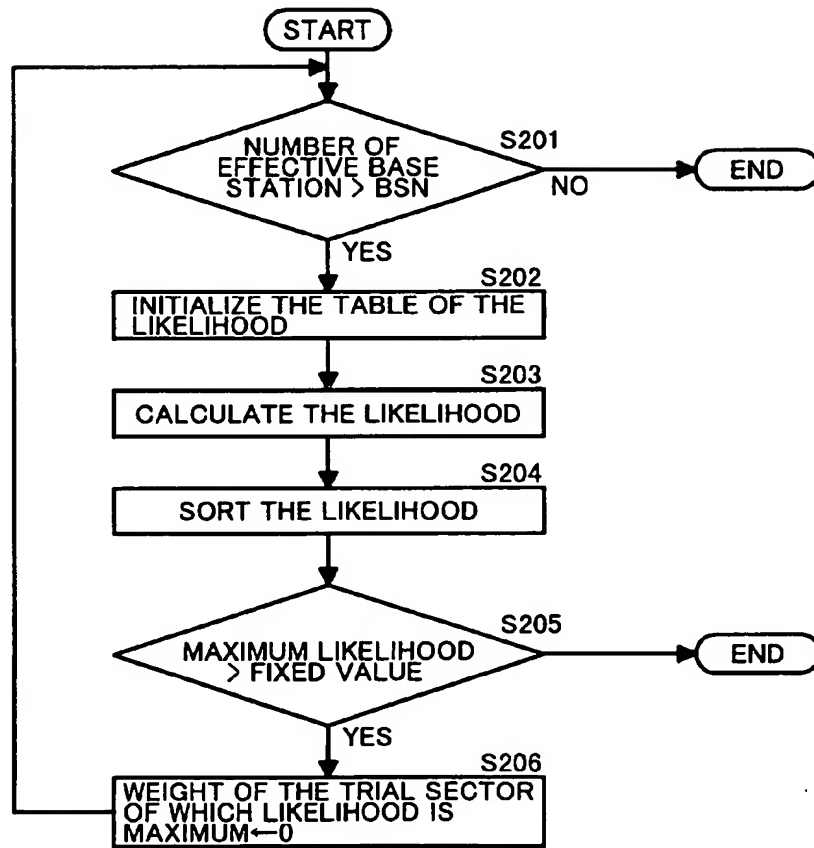 START
S201
NUMBER OF
EFFECTIVE BASE
STATION > BSN
NO
END
YES
S202
INITIALIZE THE TABLE OF THE
LIKELIHOOD
S203
CALCULATE THE LIKELIHOOD
S204
SORT THE LIKELIHOOD
S205
MAXIMUM LIKELIHOOD
> FIXED VALUE
END
YES
S206
WEIGHT OF THE TRIAL SECTOR
OF WHICH LIKELIHOOD IS
MAXIMUM←0